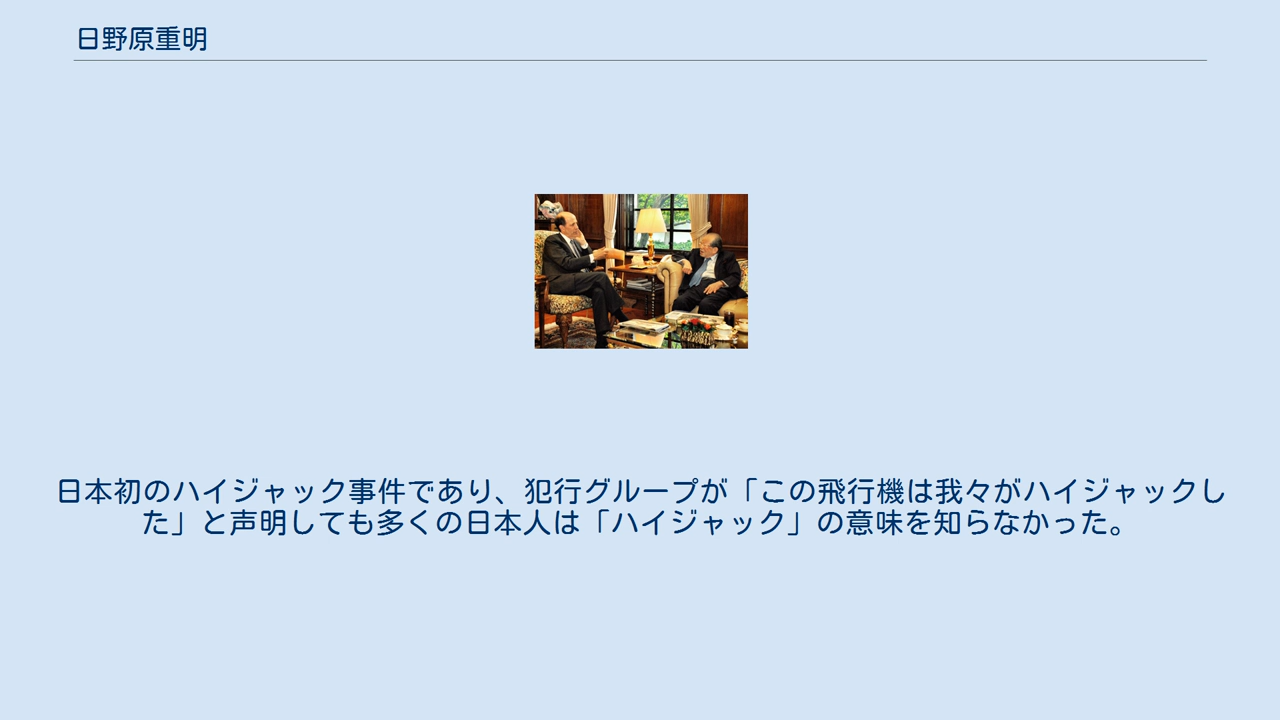 日野原重明
日本初のハイジャック事件であり、犯行グループが「この飛行機は我々がハイジャックし
た」と声明しても多くの日本人は「ハイジャック」の意味を知らなかった。